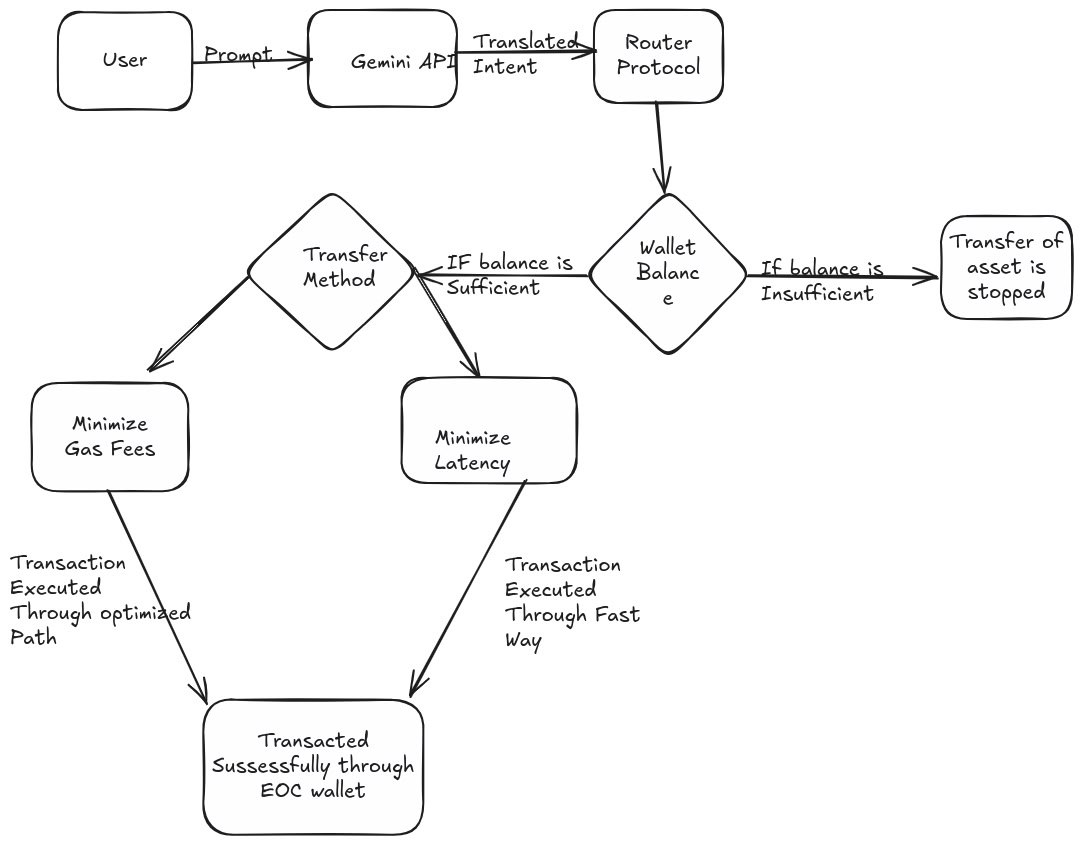 User
Prompt
Gemini API
Translated
Intent
Router
Protocol
Transfer
Method
IF balance is
Sufficient
Wallet
Balanc
e
If balance is
Insufficient
Transfer of
asset is
stopped
Minimize
Gas Fees
Minimize
Latency
Transaction
Executed
Through optimized
Path
Transaction
Executed
Through Fast
Way
Transacted
Sussessfully through
EOC wallet